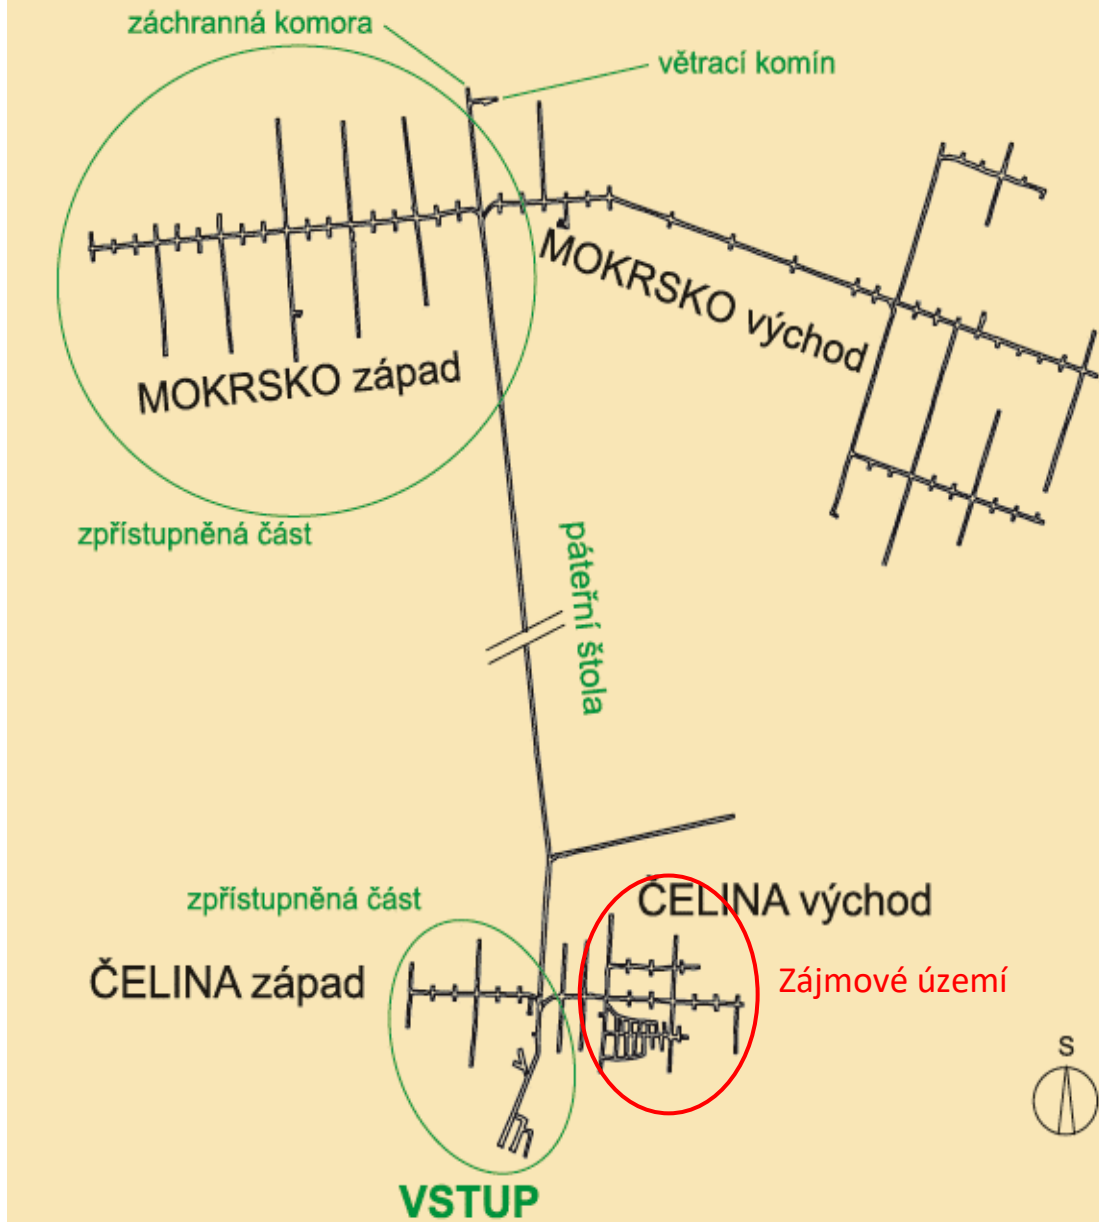 záchranná komora
větrací komín
MOKRSKO východ
MOKRSKO západ
zpřístupněná část
páteřní štola
zpřístupněná část
ČELINA východ
ČELINA západ
Zájmové území
S
VSTUP